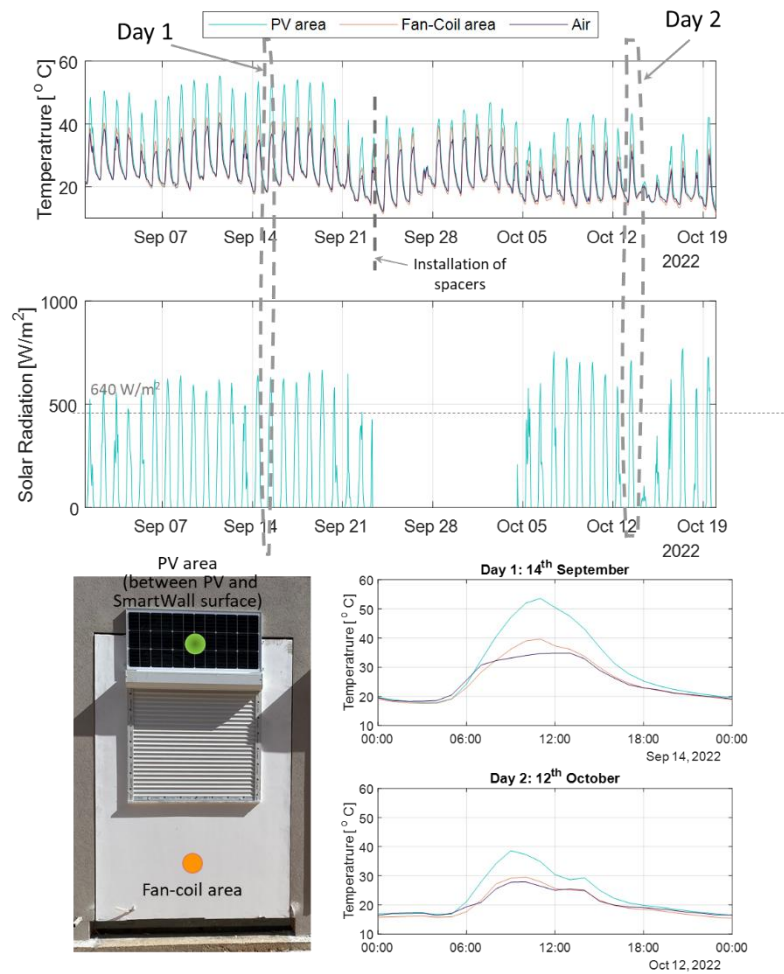 Day 1
PV area Fan-Coil area Air
Day 2
Temperatrure [ ° C]
60
40
20
Sep 07 Sep 14 Sep 21 Sep 28 Oct 05 Oct 12 Oct 19
2022
Installation of
spacers
Solar Radiation [W/m²]
1000
500
0
640 W/m²
Sep 07 Sep 14 Sep 21 Sep 28 Oct 05 Oct 12 Oct 19
2022
PV area
(between PV and
SmartWall surface)
Fan-coil area
Day 1: 14th September
Temperatrure [ ° C]
60
50
40
30
20
10
00:00 06:00 12:00 18:00 00:00
Sep 14, 2022
Day 2: 12th October
Temperatrure [ ° C]
60
50
40
30
20
10
00:00 06:00 12:00 18:00 00:00
Oct 12, 2022